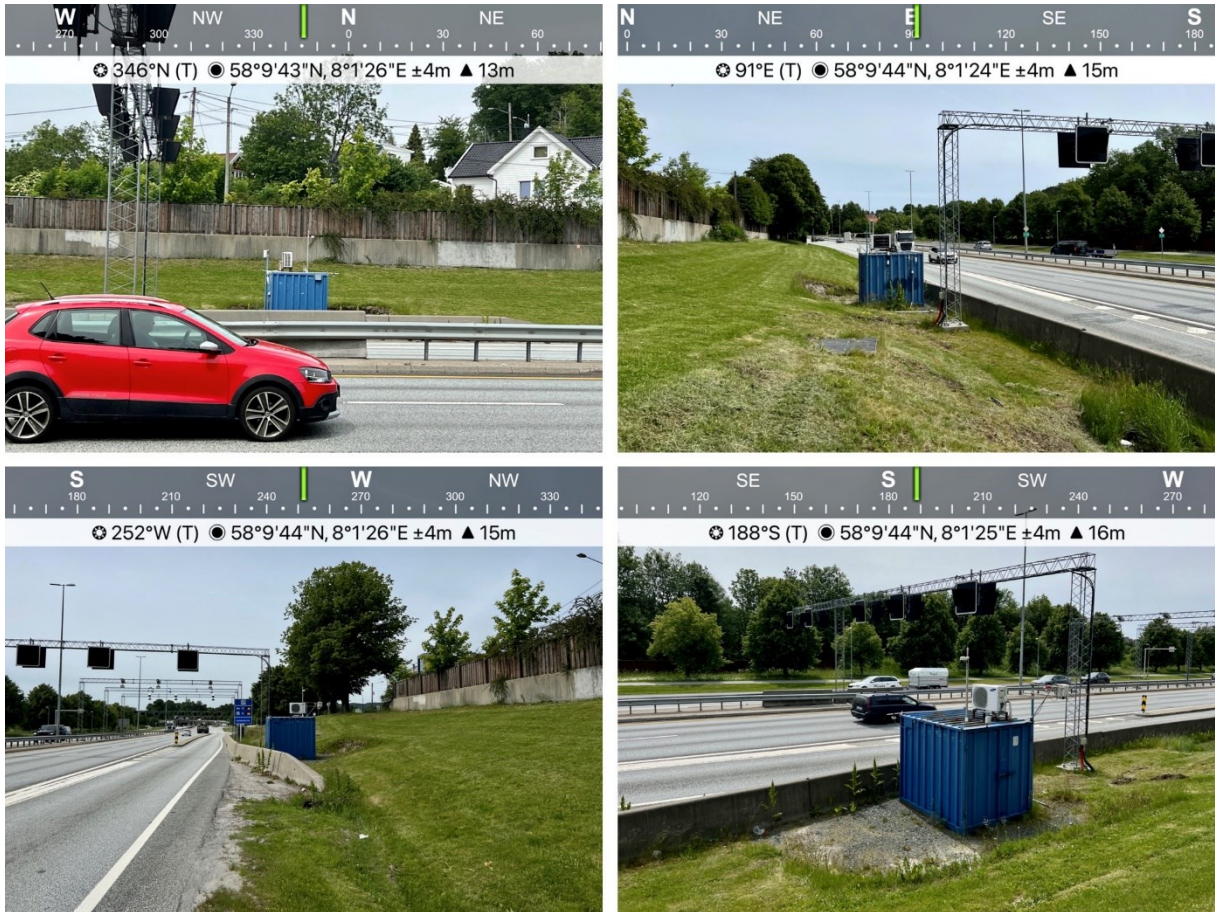 W NW N NE
270 300 330 0 30 60
346°N (T) 58°9'43"N, 8°1'26"E ±4m ▲ 13m
N NE E SE S
0 30 60 90 120 150 180
91°E (T) 58°9'44"N, 8°1'24"E ±4m ▲ 15m
S SW W NW
180 210 240 270 300 330
252°W (T) 58°9'44"N, 8°1'26"E ±4m ▲ 15m
SE S SW W
120 150 180 210 240 270
188°S (T) 58°9'44"N, 8°1'25"E ±4m ▲ 16m